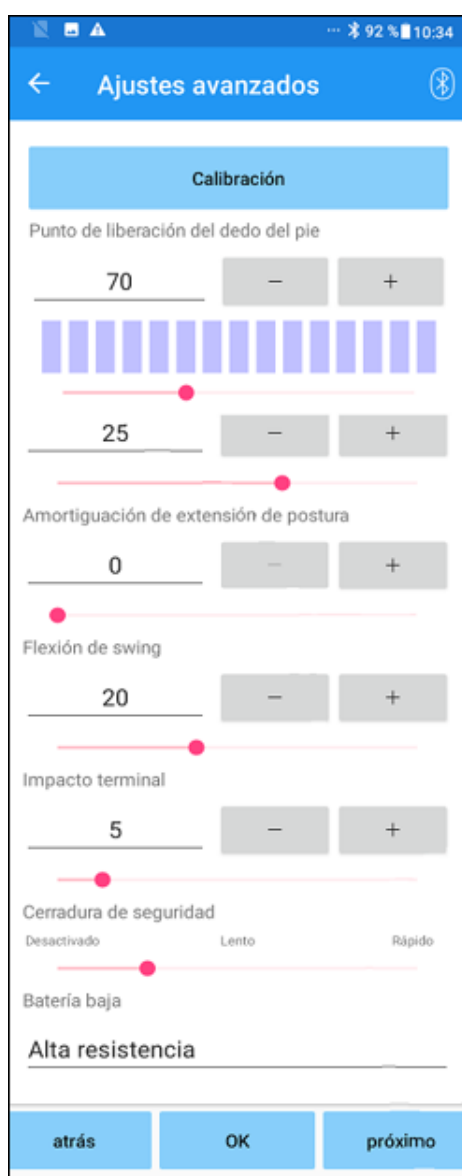 92 % 10:34
Ajustes avanzados
Calibración
Punto de liberación del dedo del pie
70 − +
25 − +
Amortiguación de extensión de postura
0 − +
Flexión de swing
20 − +
Impacto terminal
5 − +
Cerradura de seguridad
Desactivado Lento Rápido
Batería baja
Alta resistencia
atrás OK próximo